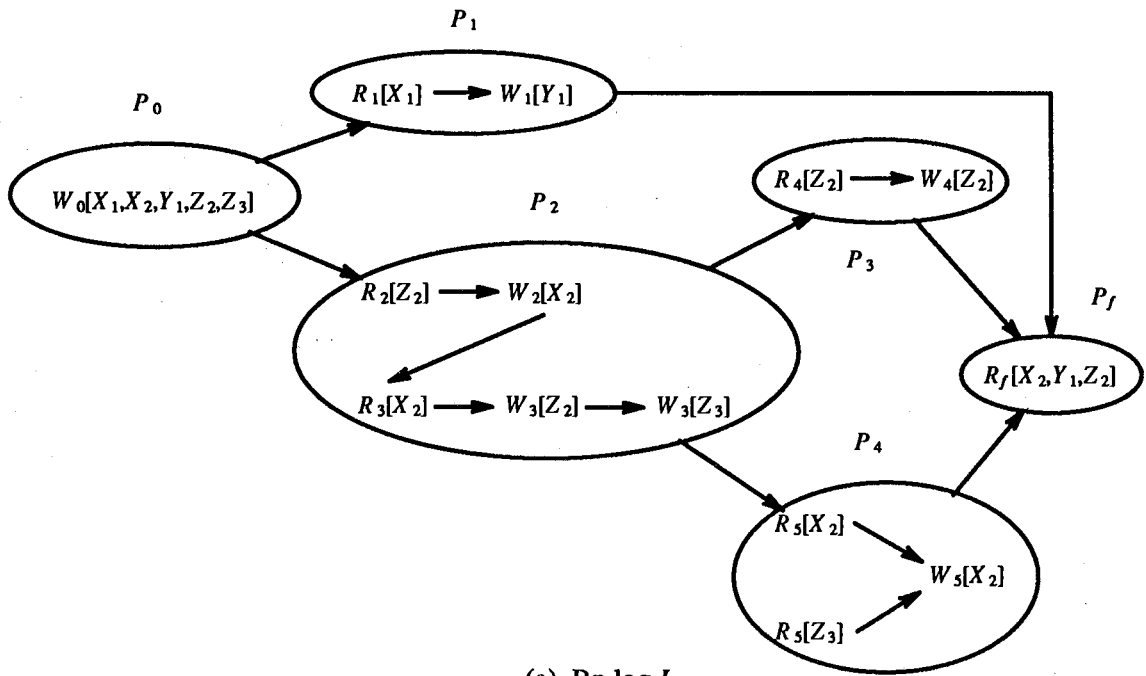 P₁
R₁[X₁] W₁[Y₁]
P₀
W₀[X₁,X₂,Y₁,Z₂,Z₃]
R₄[Z₂] W₄[Z₂]
P₂
P₃
R₂[Z₂] W₂[X₂]
P_f
R_f[X₂,Y₁,Z₂]
R₃[X₂] W₃[Z₂] W₃[Z₃]
P₄
R₅[X₂]
W₅[X₂]
R₅[Z₃]